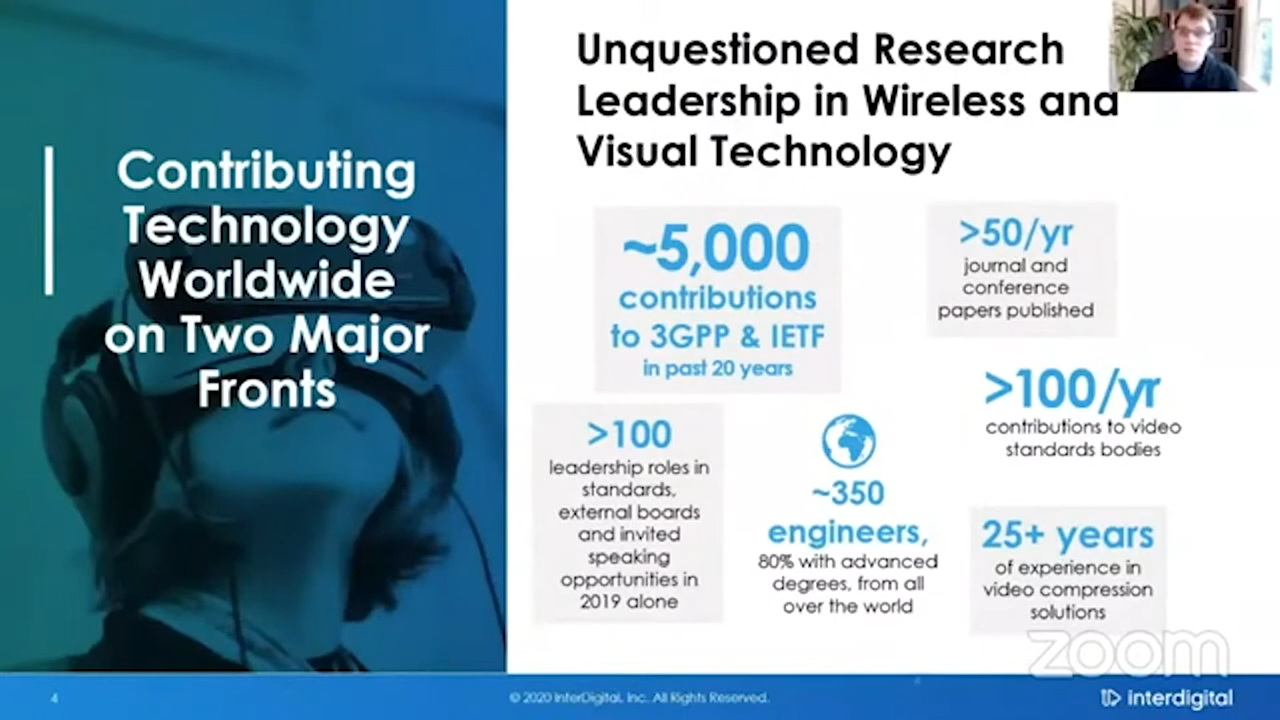 Contributing
Technology
Worldwide
on Two Major
Fronts
Unquestioned Research
Leadership in Wireless and
Visual Technology
~5,000
contributions
to 3GPP & IETF
in past 20 years
>50/yr
journal and
conference
papers published
>100/yr
contributions to video
standards bodies
>100
leadership roles in
standards,
external boards
and invited
speaking
opportunities in
2019 alone
~350
engineers,
80% with advanced
degrees, from all
over the world
25+ years
of experience in
video compression
solutions
zoom
4
© 2020 InterDigital, Inc. All Rights Reserved.
interdigital